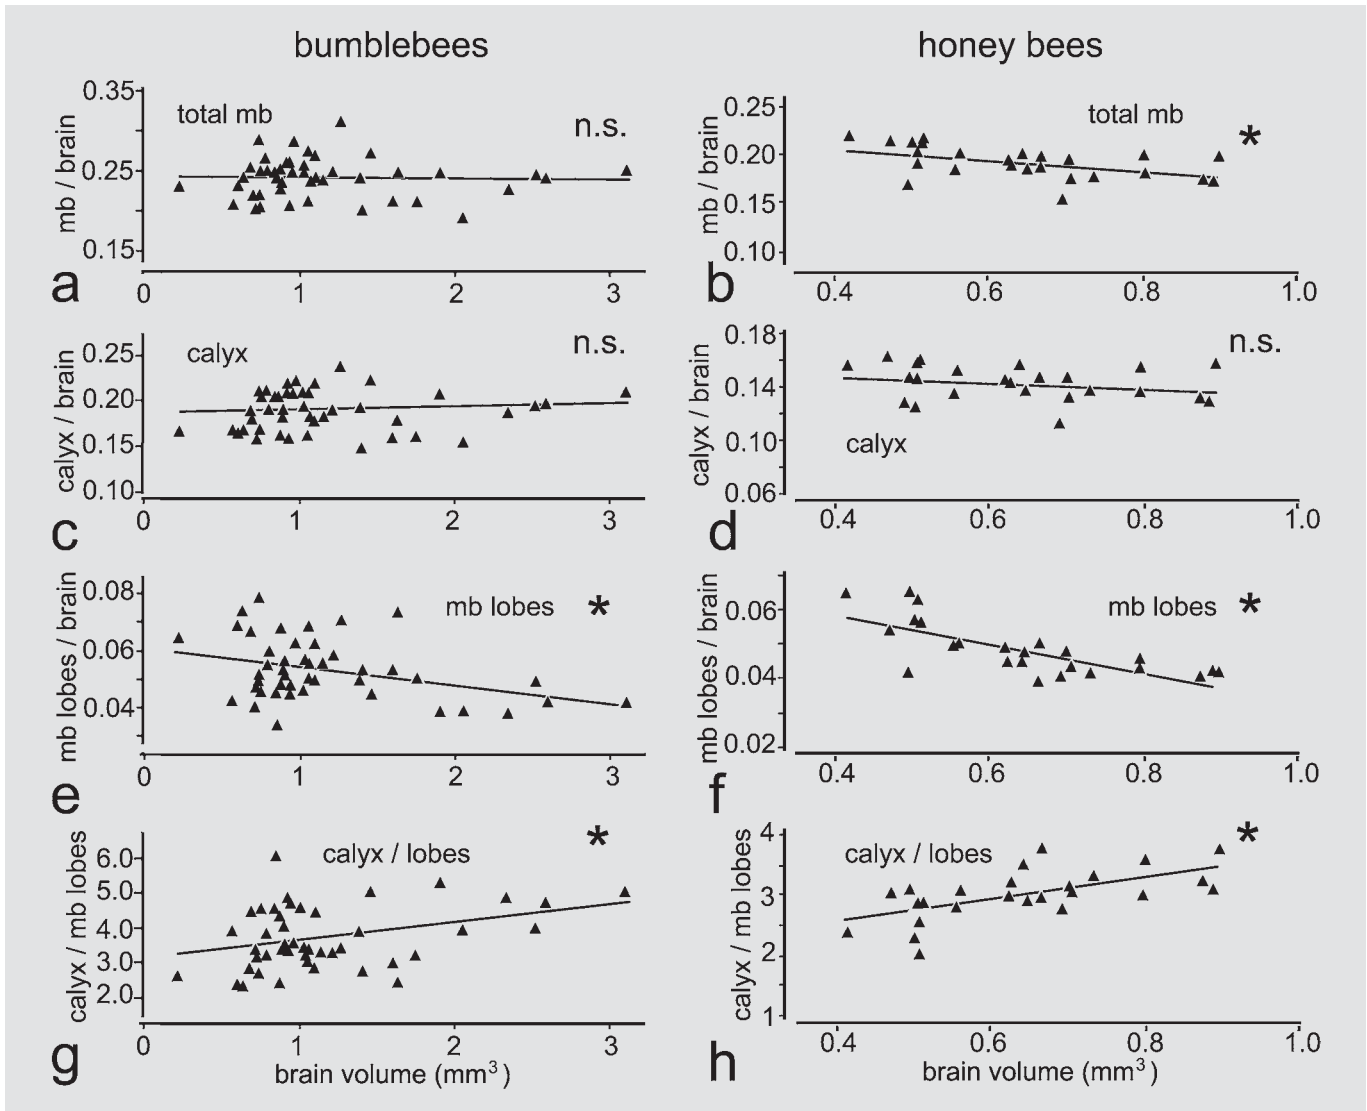 bumblebees
honey bees
mb / brain
0.35
0.25
0.15
total mb
n.s.
a
0 1 2 3
mb / brain
0.25
0.20
0.15
0.10
total mb
*
b
0.4 0.6 0.8 1.0
calyx / brain
0.25
0.20
0.15
0.10
calyx
n.s.
c
0 1 2 3
calyx / brain
0.18
0.14
0.10
0.06
calyx
n.s.
d
0.4 0.6 0.8 1.0
mb lobes / brain
0.08
0.06
0.04
mb lobes *
e
0 1 2 3
mb lobes / brain
0.06
0.04
0.02
mb lobes *
f
0.4 0.6 0.8 1.0
calyx / mb lobes
6.0
5.0
4.0
3.0
2.0
calyx / lobes
*
g
0 1 2 3
brain volume (mm³)
calyx / mb lobes
4
3
2
1
calyx / lobes
*
h
0.4 0.6 0.8 1.0
brain volume (mm³)